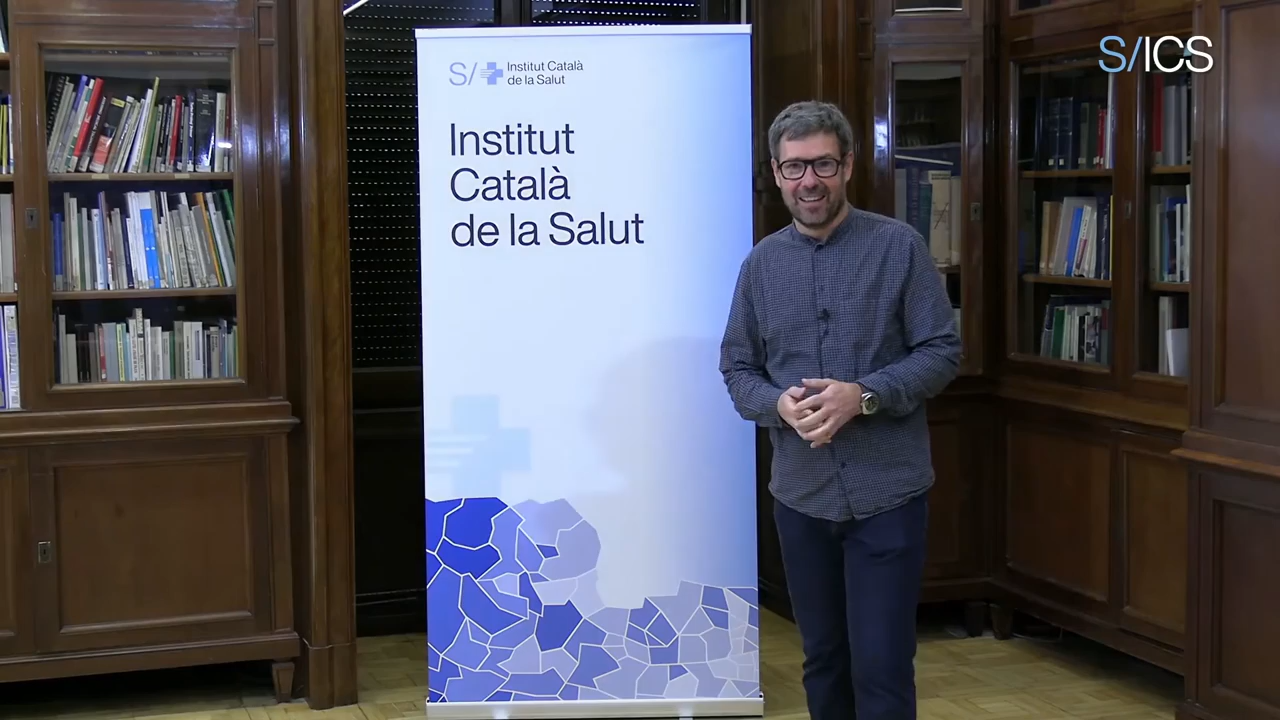 S/ICS
S/ Institut Català
de la Salut
Institut
Català
de la Salut